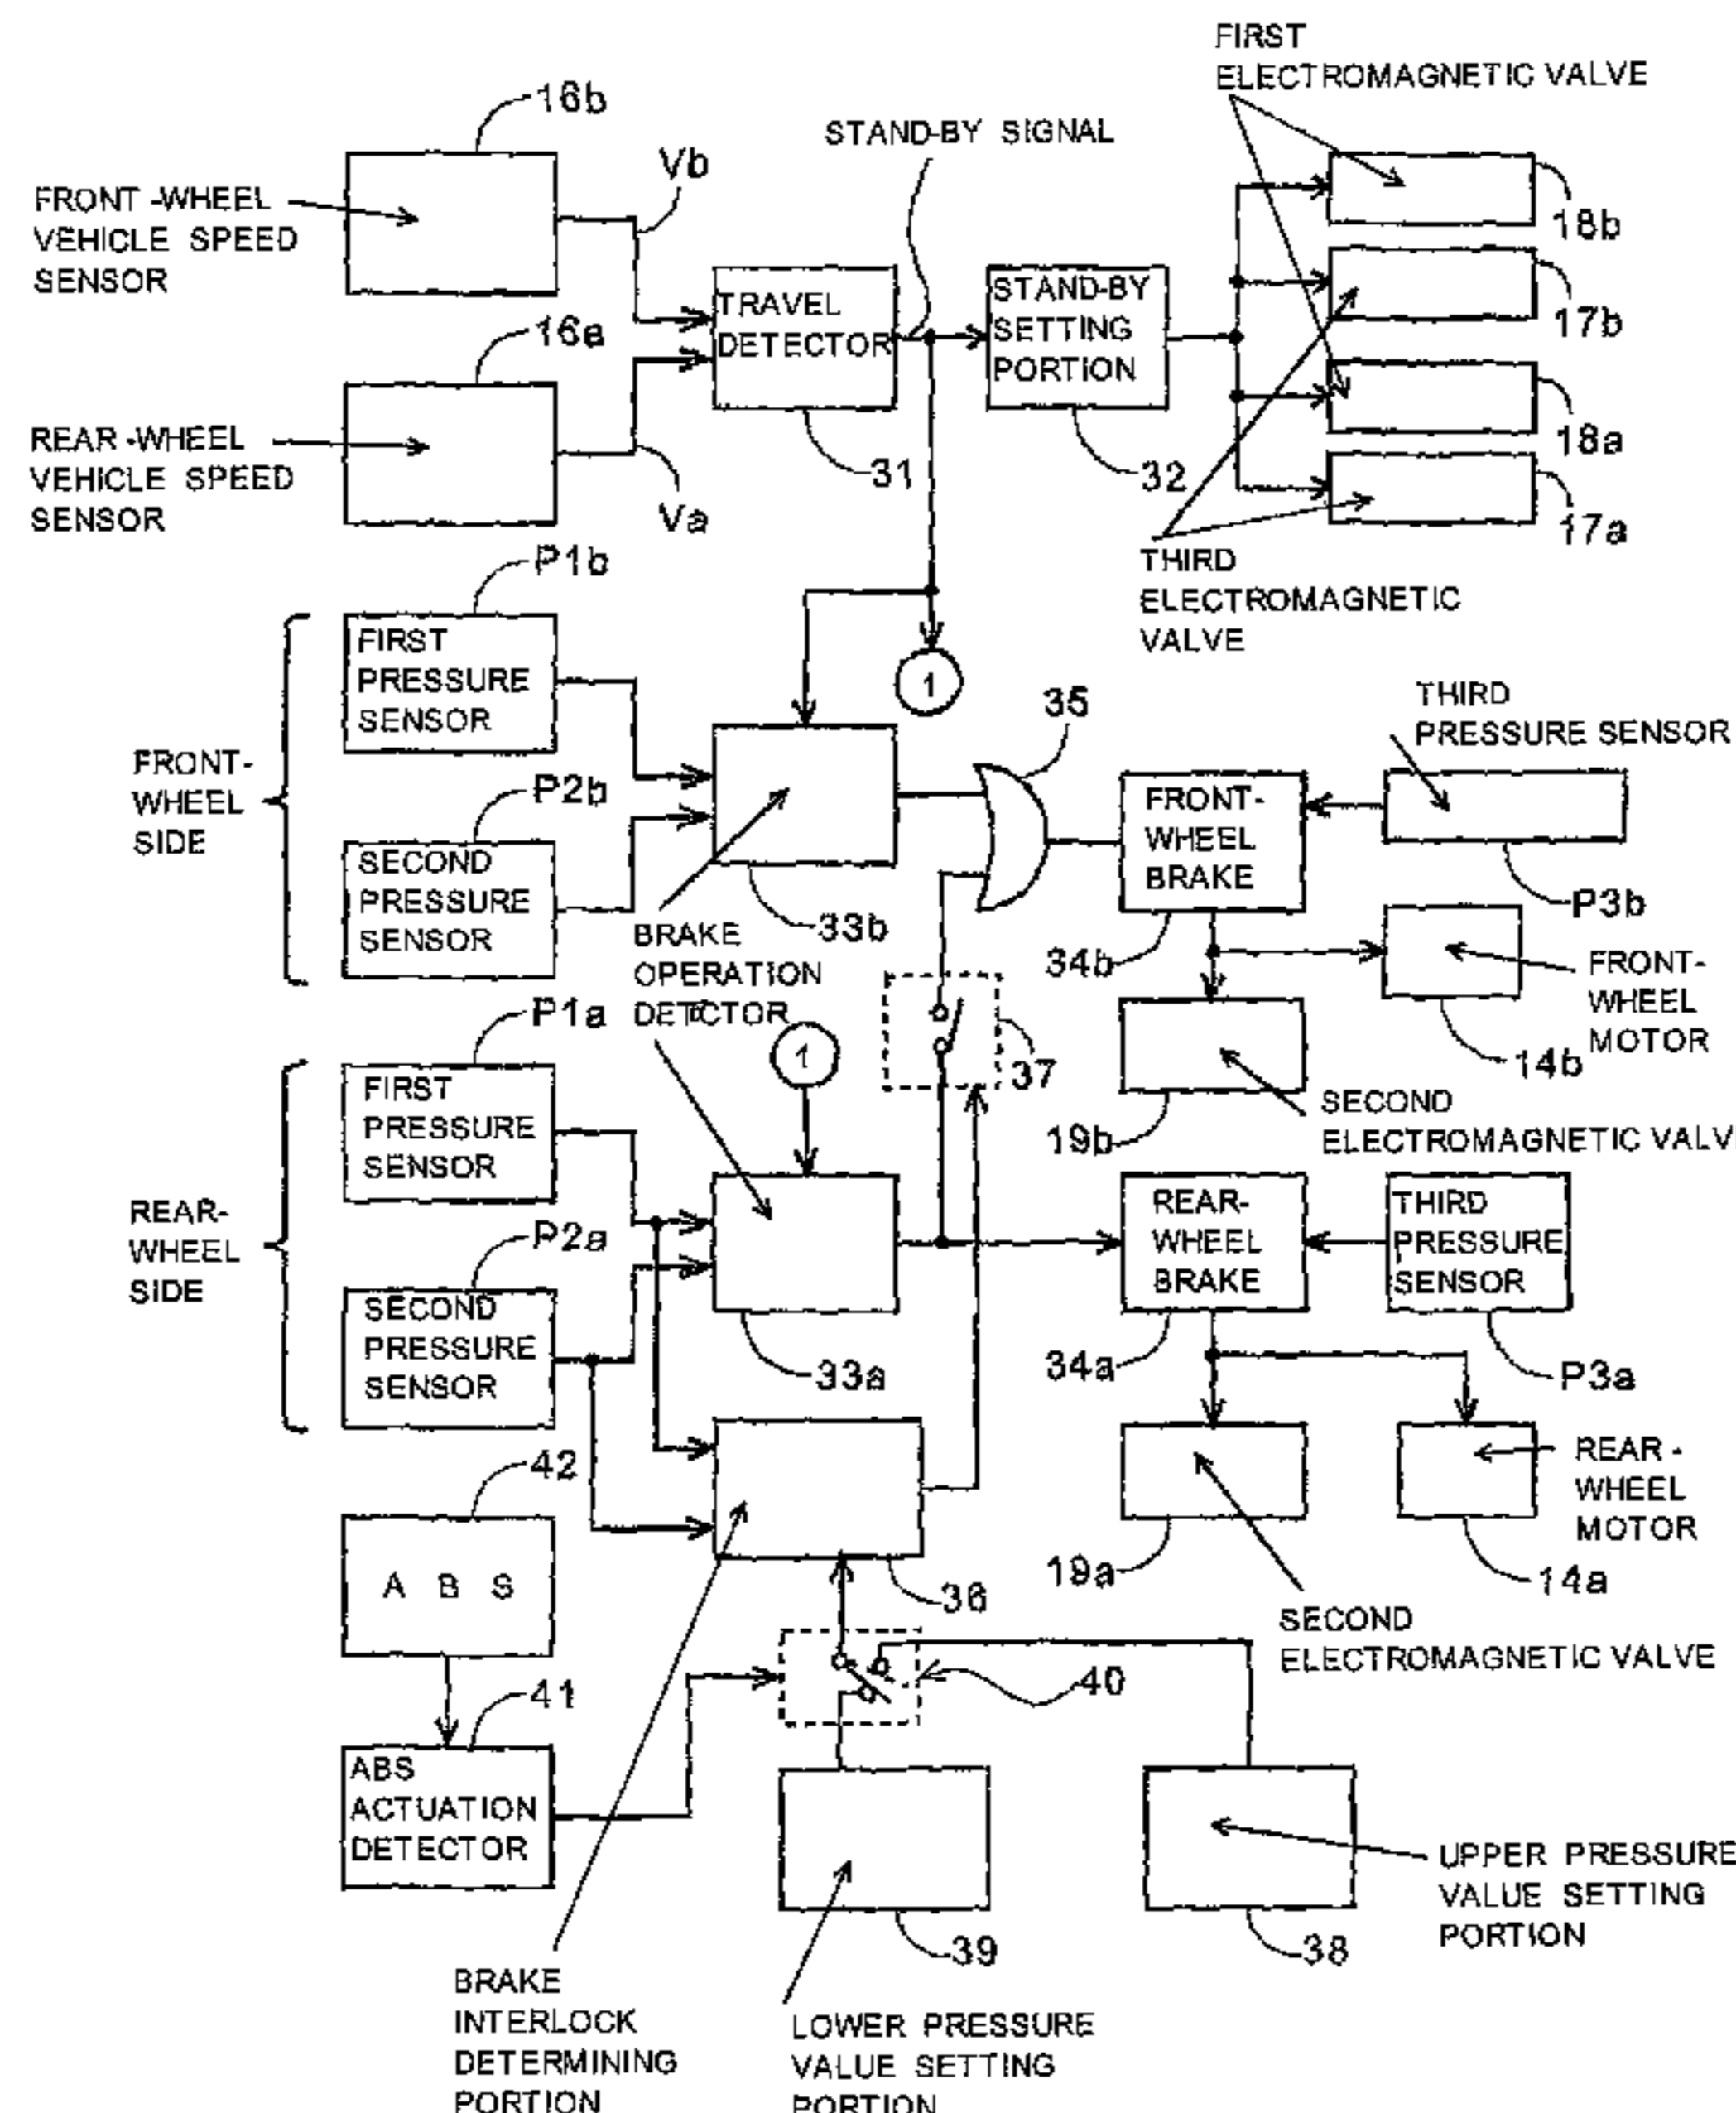 FIRST
ELECTROMAGNETIC VALVE
16b
STAND-BY SIGNAL
Vb
FRONT -WHEEL
VEHICLE SPEED
SENSOR
18b
TRAVEL
DETECTOR
STAND-BY
SETTING
PORTION
17b
16a
18a
REAR -WHEEL
VEHICLE SPEED
SENSOR
31
32
Va
17a
THIRD
ELECTROMAGNETIC
VALVE
P1b
FIRST
PRESSURE
SENSOR
1
35
THIRD
PRESSURE SENSOR
FRONT-
WHEEL
SIDE
P2b
FRONT-
WHEEL
BRAKE
SECOND
PRESSURE
SENSOR
33b
P3b
BRAKE
OPERATION
DETECTOR
34b
FRONT-
WHEEL
MOTOR
P1a
1
37
14b
FIRST
PRESSURE
SENSOR
19b
SECOND
ELECTROMAGNETIC VALV
REAR-
WHEEL
SIDE
P2a
REAR-
WHEEL
BRAKE
THIRD
PRESSURE
SENSOR
SECOND
PRESSURE
SENSOR
33a
34a
P3a
42
REAR -
WHEEL
MOTOR
A B S
36
19a
14a
SECOND
ELECTROMAGNETIC VALVE
41
40
ABS
ACTUATION
DETECTOR
UPPER PRESSURE
VALUE SETTING
PORTION
39
38
BRAKE
INTERLOCK
DETERMINING
PORTION
LOWER PRESSURE
VALUE SETTING
PORTION